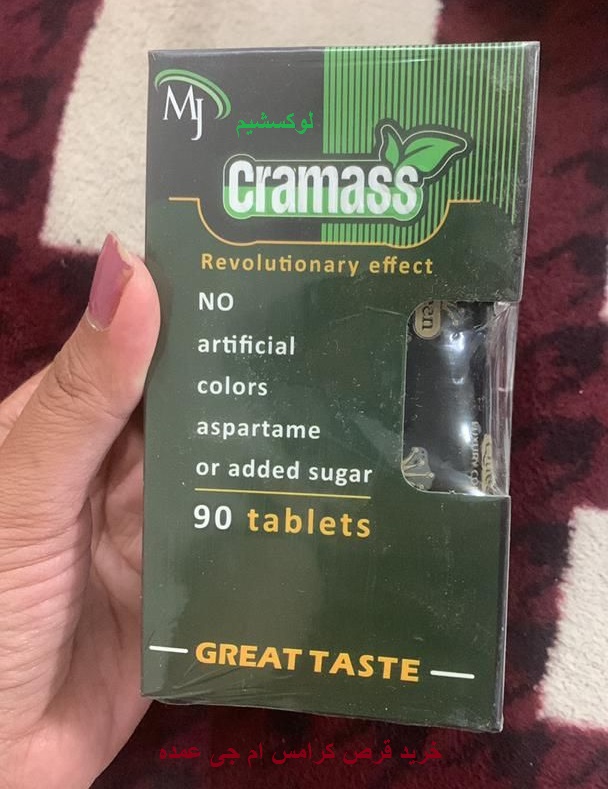 MJ
لوکسشیم
Cramass
Revolutionary effect
NO
artificial
colors
aspartame
or added sugar
90 tablets
GREAT TASTE
خرید قرص کرامس ام جی عمده